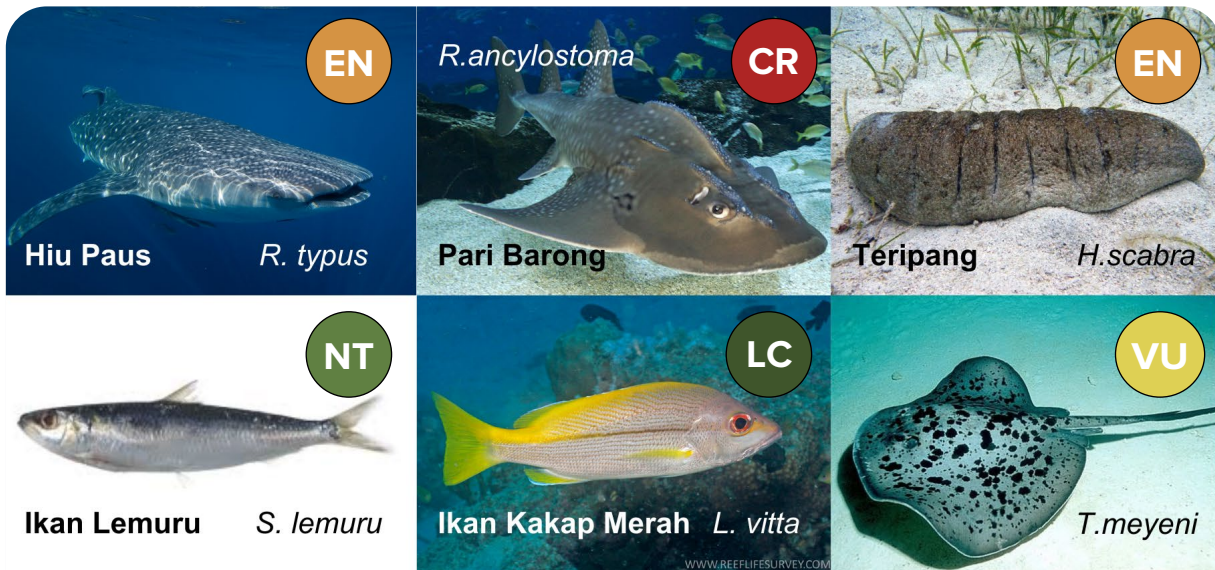 EN
Hiu Paus
R. typus
R.ancylostoma
CR
Pari Barong
EN
Teripang
H.scabra
NT
Ikan Lemuru
S. lemuru
LC
Ikan Kakap Merah
L. vitta
WWW.REEFLIFESURVEY.COM
VU
T.meyeni